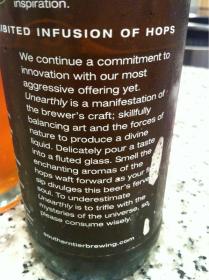 inspiration.
IBITED INFUSION OF HOPS
We continue a commitment to
innovation with our most
aggressive offering yet.
Unearthly is a manifestation of
the brewer's craft; skillfully
balancing art and the forces of
nature to produce a divine
liquid. Delicately pour a taste
into a fluted glass. Smell the
enchanting aromas of the
hops waft forward as your fi
sip divulges this beer's ferv
soul. To underestimate
Unearthly is to trifle with the
mysteries of the universe, so
please consume wisely.
southerntierbrewing.com